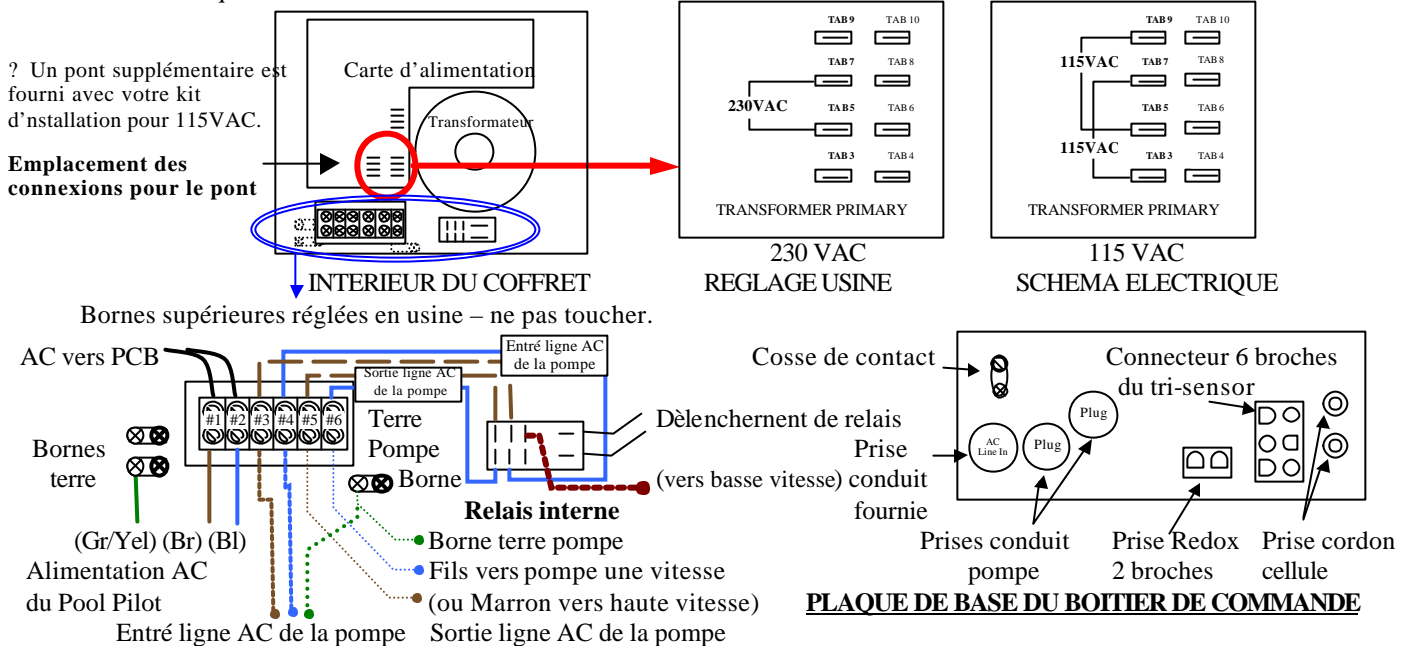 ? Un pont supplémentaire est
fourni avec votre kit
d'nstallation pour 115VAC.
Emplacement des
connexions pour le pont
Carte d'alimentation
Transformateur
INTERIEUR DU COFFRET
TAB 9 TAB 10
TAB 7 TAB 8
230VAC
TAB 5 TAB 6
TAB 3 TAB 4
TRANSFORMER PRIMARY
230 VAC
REGLAGE USINE
TAB 9 TAB 10
115VAC
TAB 7 TAB 8
TAB 5 TAB 6
115VAC
TAB 3 TAB 4
TRANSFORMER PRIMARY
115 VAC
SCHEMA ELECTRIQUE
Bornes supérieures réglées en usine – ne pas toucher.
AC vers PCB
Entré ligne AC
de la pompe
Sortie ligne AC
de la pompe
#1 #2 #3 #4 #5 #6
Terre
Pompe
Borne
Bornes
terre
Dèlenchernent de relais
(vers basse vitesse)
Relais interne
(Gr/Yel) (Br) (Bl)
Alimentation AC
du Pool Pilot
Borne terre pompe
Fils vers pompe une vitesse
(ou Marron vers haute vitesse)
Entré ligne AC de la pompe
Sortie ligne AC de la pompe
Cosse de contact
Connecteur 6 broches
du tri-sensor
AC
Line In
Plug
Plug
Prise
conduit
fournie
Prises conduit
pompe
Prise Redox
2 broches
Prise cordon
cellule
PLAQUE DE BASE DU BOITIER DE COMMANDE